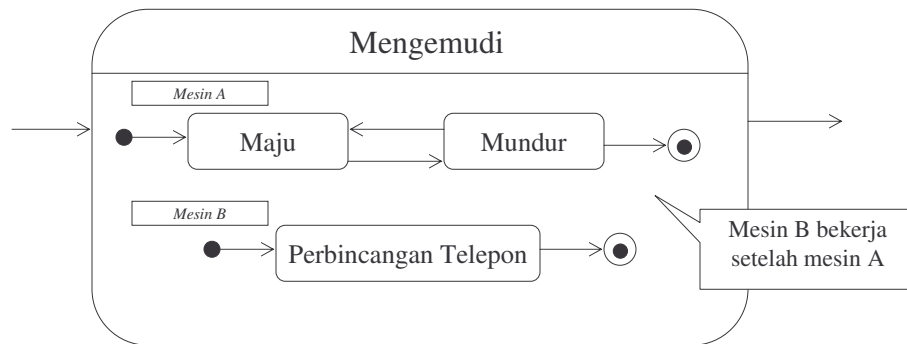 Mengemudi
Mesin A
Maju
Mundur
Mesin B
Perbincangan Telepon
Mesin B bekerja
setelah mesin A